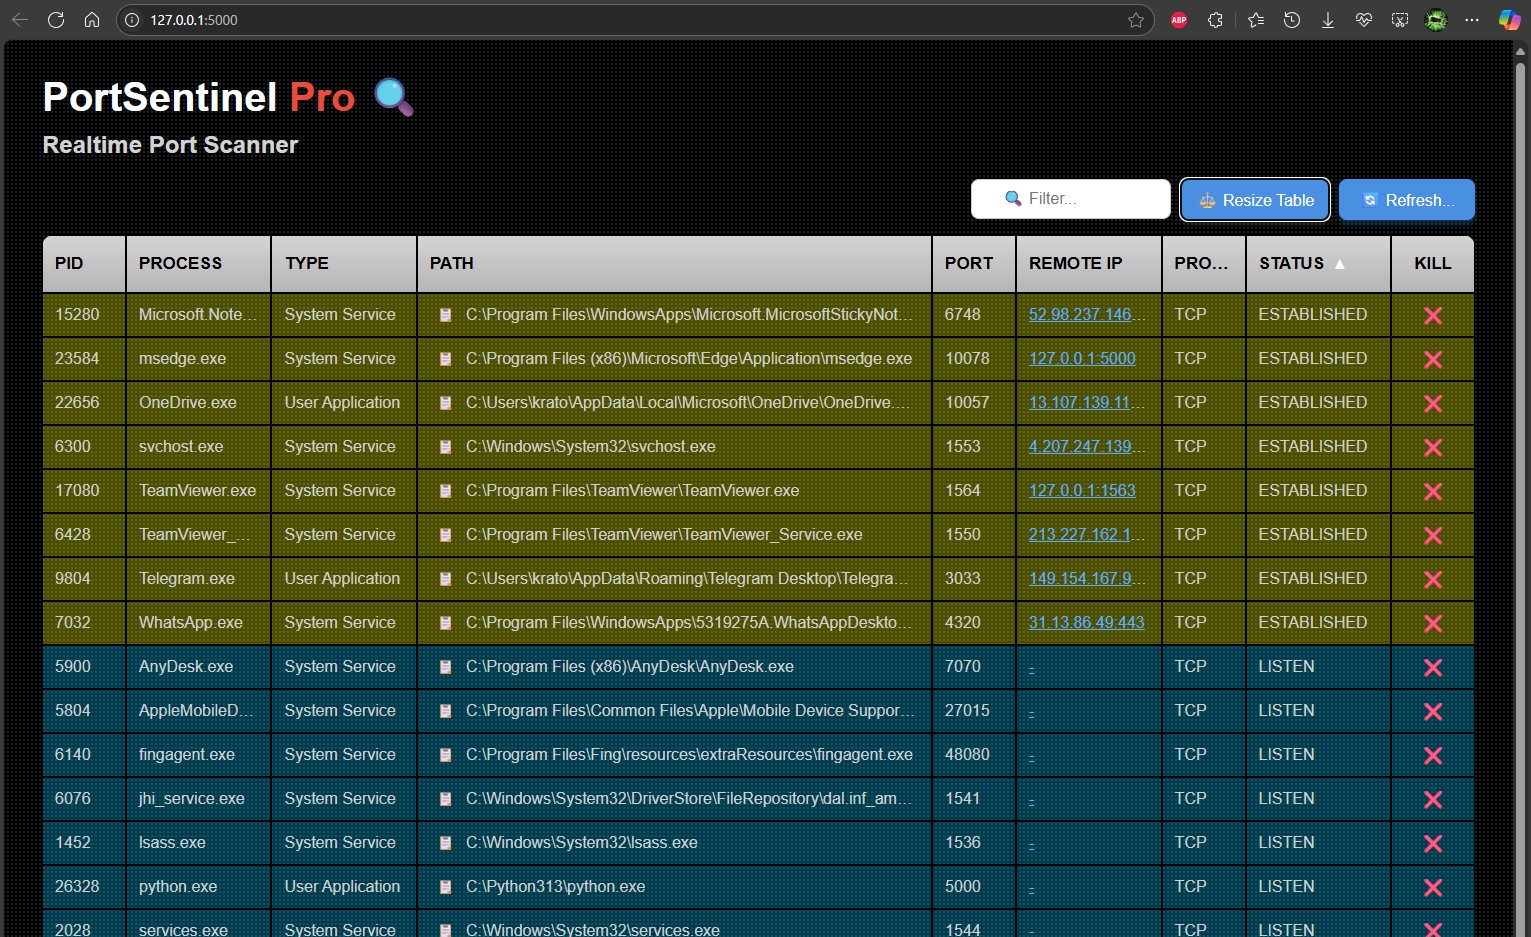 127.0.0.1:5000
ABP
PortSentinel Pro
Realtime Port Scanner
Filter...
Resize Table
Refresh...
PID PROCESS TYPE PATH PORT REMOTE IP PRO... STATUS ▲ KILL
15280 Microsoft.Note... System Service C:\Program Files\WindowsApps\Microsoft.MicrosoftStickyNot... 6748 52.98.237.146... TCP ESTABLISHED
23584 msedge.exe System Service C:\Program Files (x86)\Microsoft\Edge\Application\msedge.exe 10078 127.0.0.1:5000 TCP ESTABLISHED
22656 OneDrive.exe User Application C:\Users\krato\AppData\Local\Microsoft\OneDrive\OneDrive.... 10057 13.107.139.11... TCP ESTABLISHED
6300 svchost.exe System Service C:\Windows\System32\svchost.exe 1553 4.207.247.139... TCP ESTABLISHED
17080 TeamViewer.exe System Service C:\Program Files\TeamViewer\TeamViewer.exe 1564 127.0.0.1:1563 TCP ESTABLISHED
6428 TeamViewer_... System Service C:\Program Files\TeamViewer\TeamViewer_Service.exe 1550 213.227.162.1... TCP ESTABLISHED
9804 Telegram.exe User Application C:\Users\krato\AppData\Roaming\Telegram Desktop\Telegra... 3033 149.154.167.9... TCP ESTABLISHED
7032 WhatsApp.exe System Service C:\Program Files\WindowsApps\5319275A.WhatsAppDeskto... 4320 31.13.86.49:443 TCP ESTABLISHED
5900 AnyDesk.exe System Service C:\Program Files (x86)\AnyDesk\AnyDesk.exe 7070 - TCP LISTEN
5804 AppleMobileD... System Service C:\Program Files\Common Files\Apple\Mobile Device Suppor... 27015 - TCP LISTEN
6140 fingagent.exe System Service C:\Program Files\Fing\resources\extraResources\fingagent.exe 48080 - TCP LISTEN
6076 jhi_service.exe System Service C:\Windows\System32\DriverStore\FileRepository\dal.inf_am... 1541 - TCP LISTEN
1452 lsass.exe System Service C:\Windows\System32\lsass.exe 1536 - TCP LISTEN
26328 python.exe User Application C:\Python313\python.exe 5000 - TCP LISTEN
2028 services.exe System Service C:\Windows\System32\services.exe 1544 - TCP LISTEN